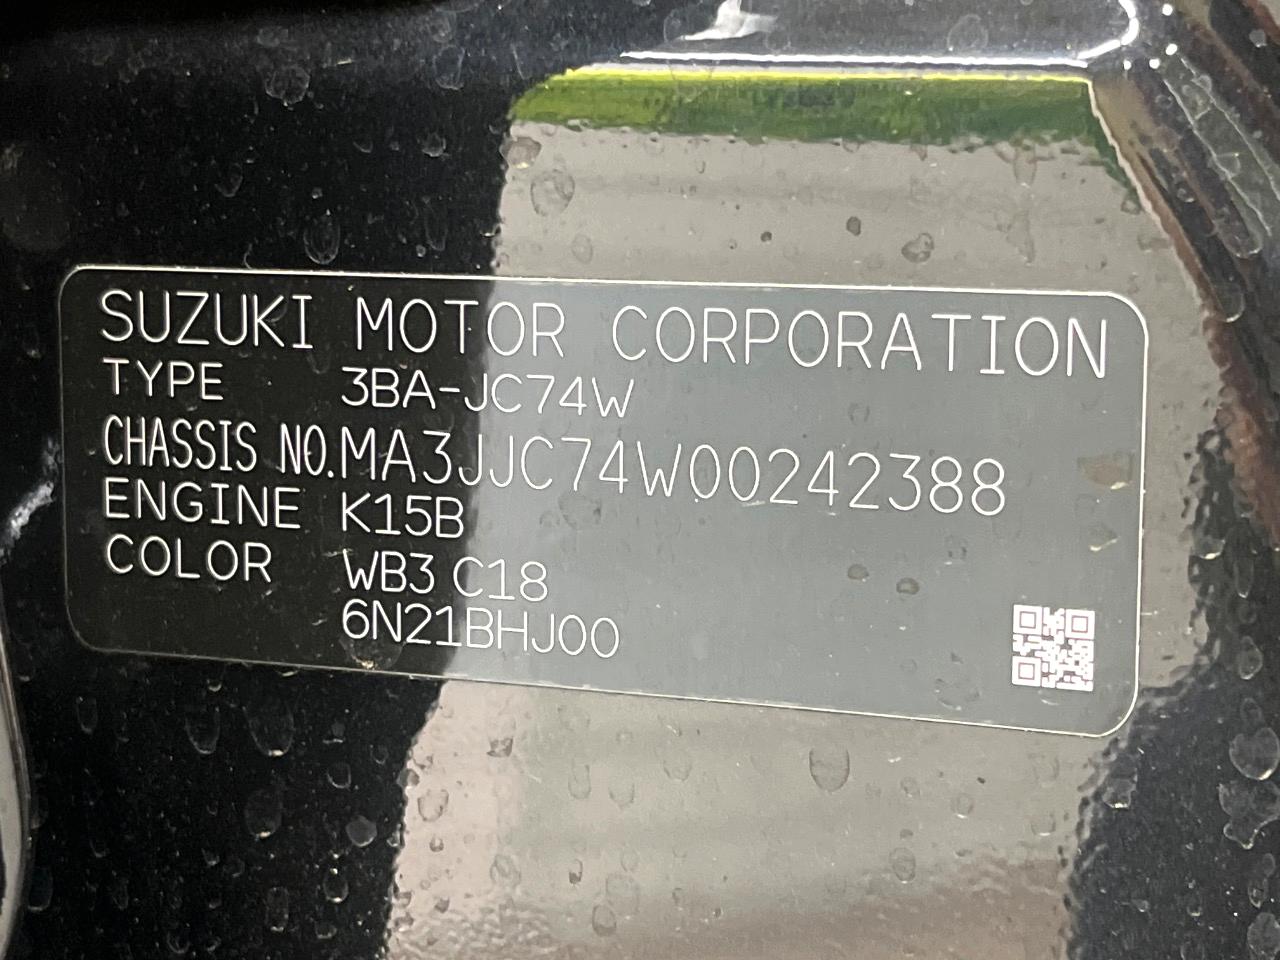 SUZUKI MOTOR CORPORATION
TYPE 3BA-JC74W
CHASSIS NO. MA3JJC74W00242388
ENGINE K15B
COLOR WB3 C18
6N21BHJ00